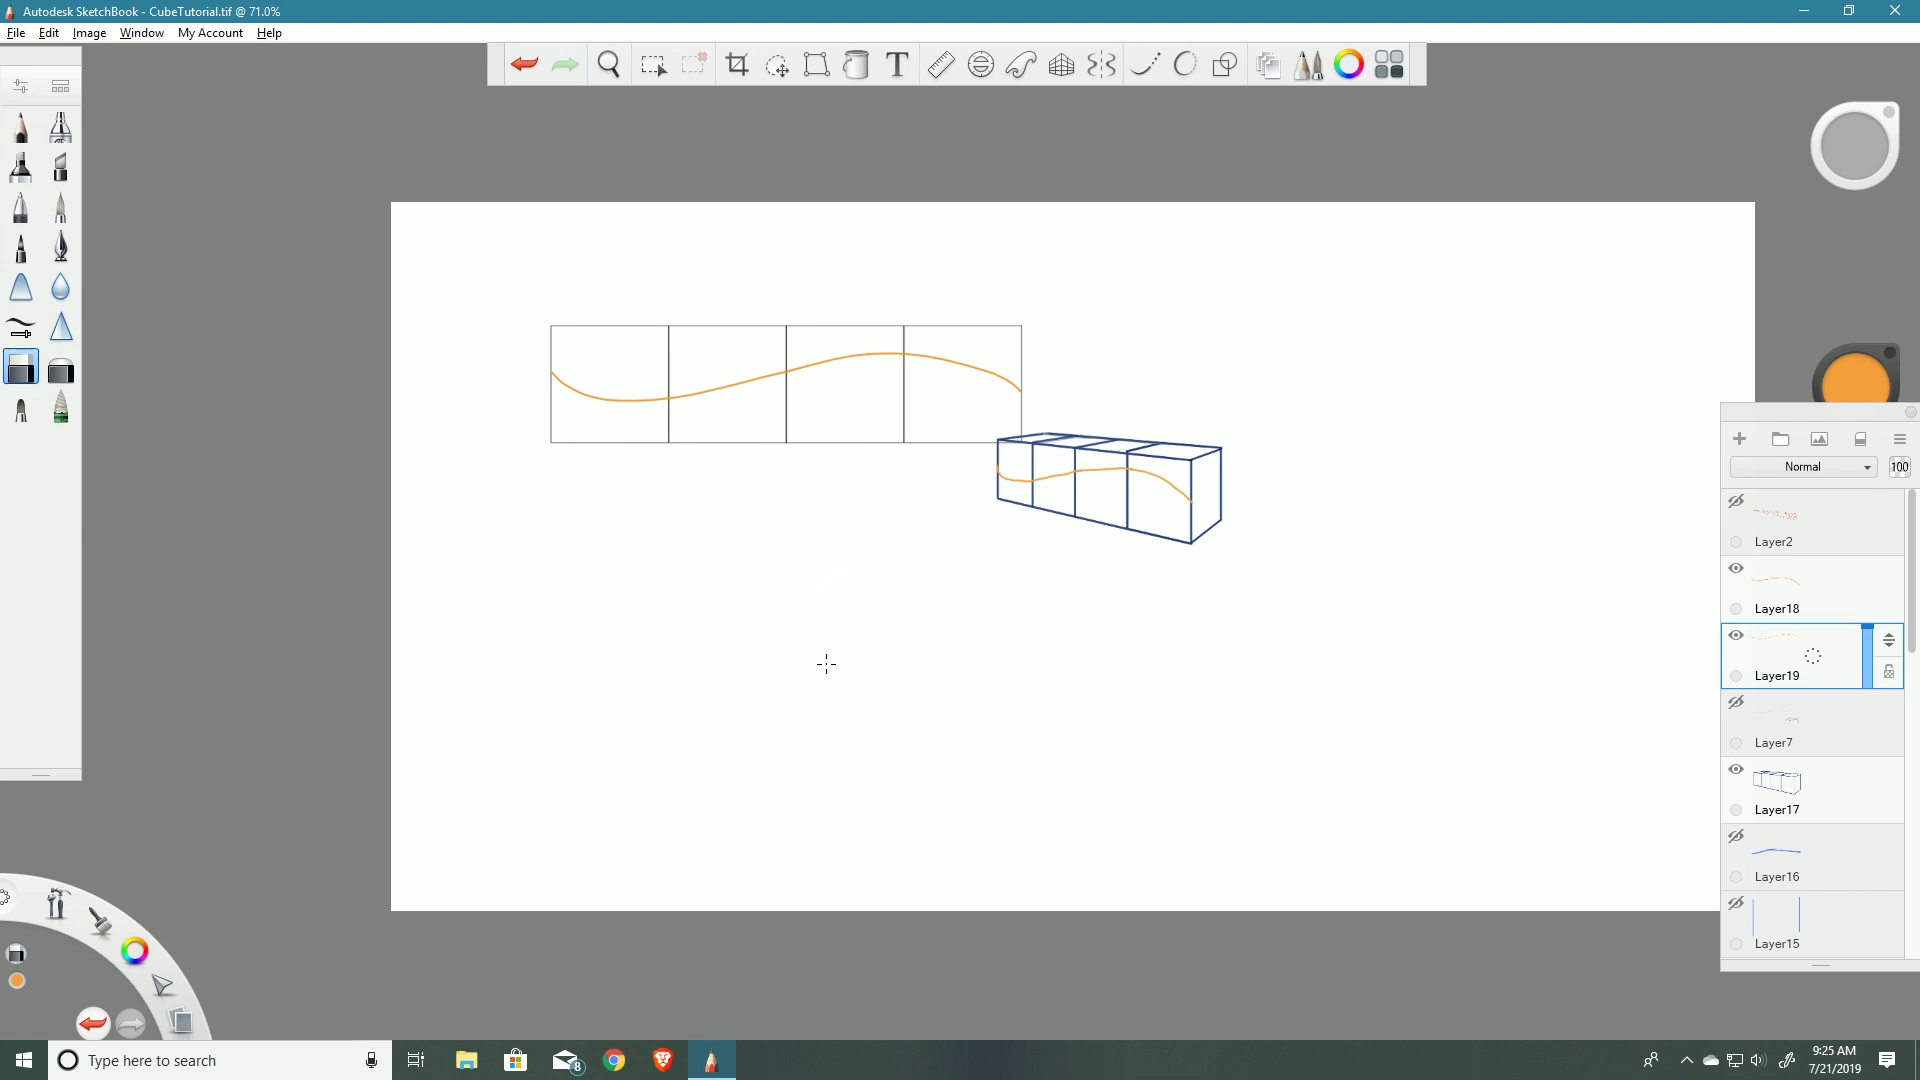 Autodesk SketchBook - CubeTutorial.tif @ 71.0%
File Edit Image Window My Account Help
T
Normal 100
Layer2
Layer18
Layer19
Layer7
Layer17
Layer16
Layer15
Type here to search
8
9:25 AM
7/21/2019